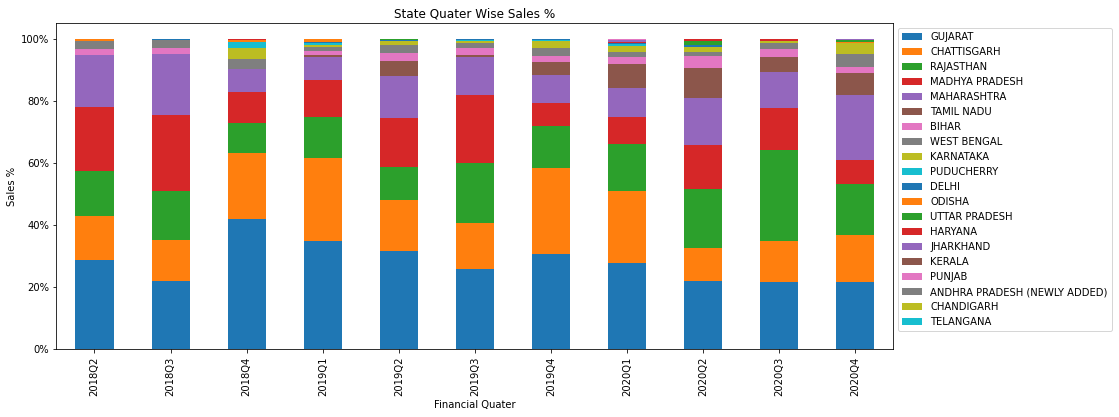 State Quater Wise Sales %
100%
80%
60%
40%
20%
0%
Sales %
2018Q2
2018Q3
2018Q4
2019Q1
2019Q2
2019Q3
2019Q4
2020Q1
2020Q2
2020Q3
2020Q4
Financial Quater
GUJARAT
CHATTISGARH
RAJASTHAN
MADHYA PRADESH
MAHARASHTRA
TAMIL NADU
BIHAR
WEST BENGAL
KARNATAKA
PUDUCHERRY
DELHI
ODISHA
UTTAR PRADESH
HARYANA
JHARKHAND
KERALA
PUNJAB
ANDHRA PRADESH (NEWLY ADDED)
CHANDIGARH
TELANGANA